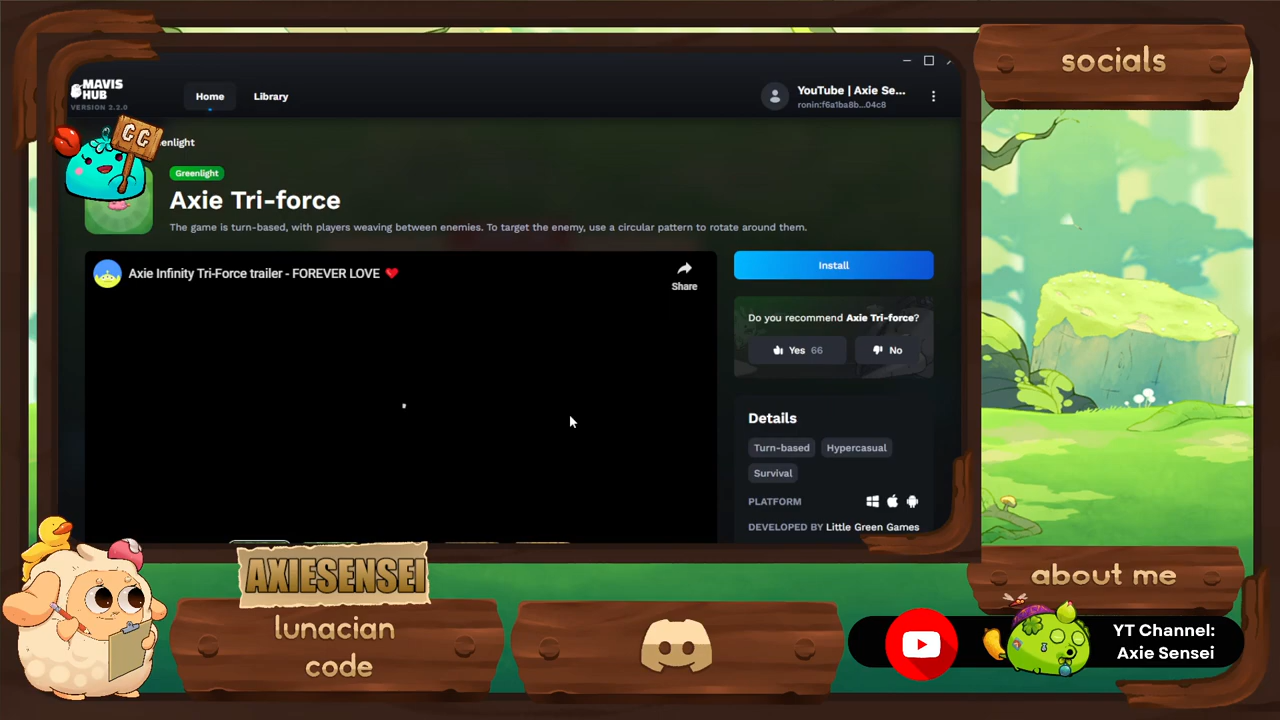 socials
MAVIS
HUB
VERSION 2.2.0
Home
Library
YouTube | Axie Se...
ronin:f6a1ba8b...04c8
GG
enlight
Greenlight
Axie Tri-force
The game is turn-based, with players weaving between enemies. To target the enemy, use a circular pattern to rotate around them.
Axie Infinity Tri-Force trailer - FOREVER LOVE ❤
Share
Install
Do you recommend Axie Tri-force?
Yes 66
No
Details
Turn-based
Hypercasual
Survival
PLATFORM
DEVELOPED BY Little Green Games
AXIESENSEI
lunacian
code
about me
YT Channel:
Axie Sensei